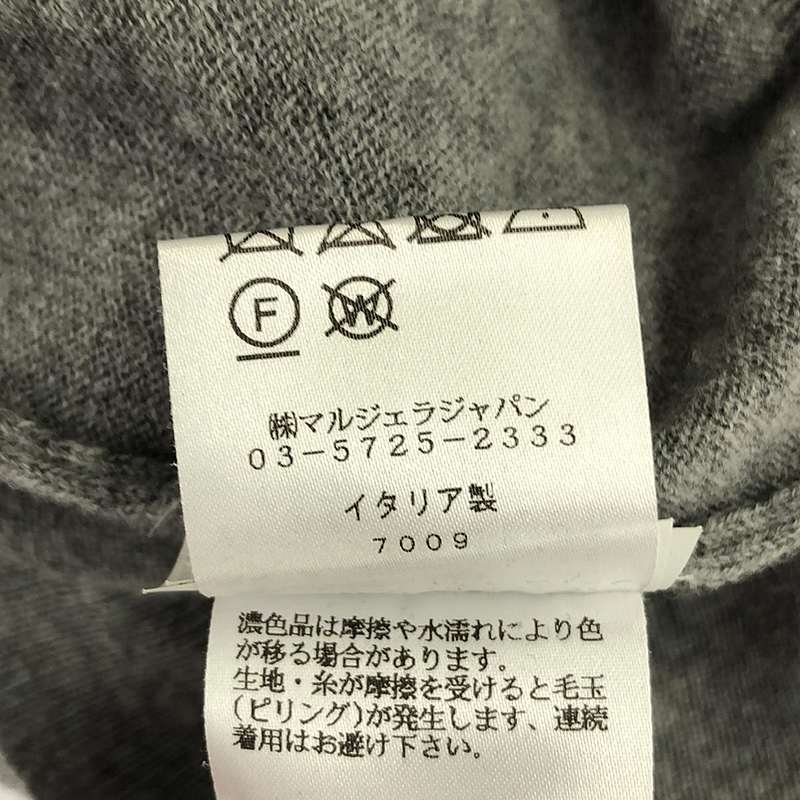 F W
㈱マルジェラジャパン
03-5725-2333
イタリア製
7009
濃色品は摩擦や水濡れにより色
が移る場合があります。
生地・糸が摩擦を受けると毛玉
(ピリング)が発生します、連続
着用はお避け下さい。